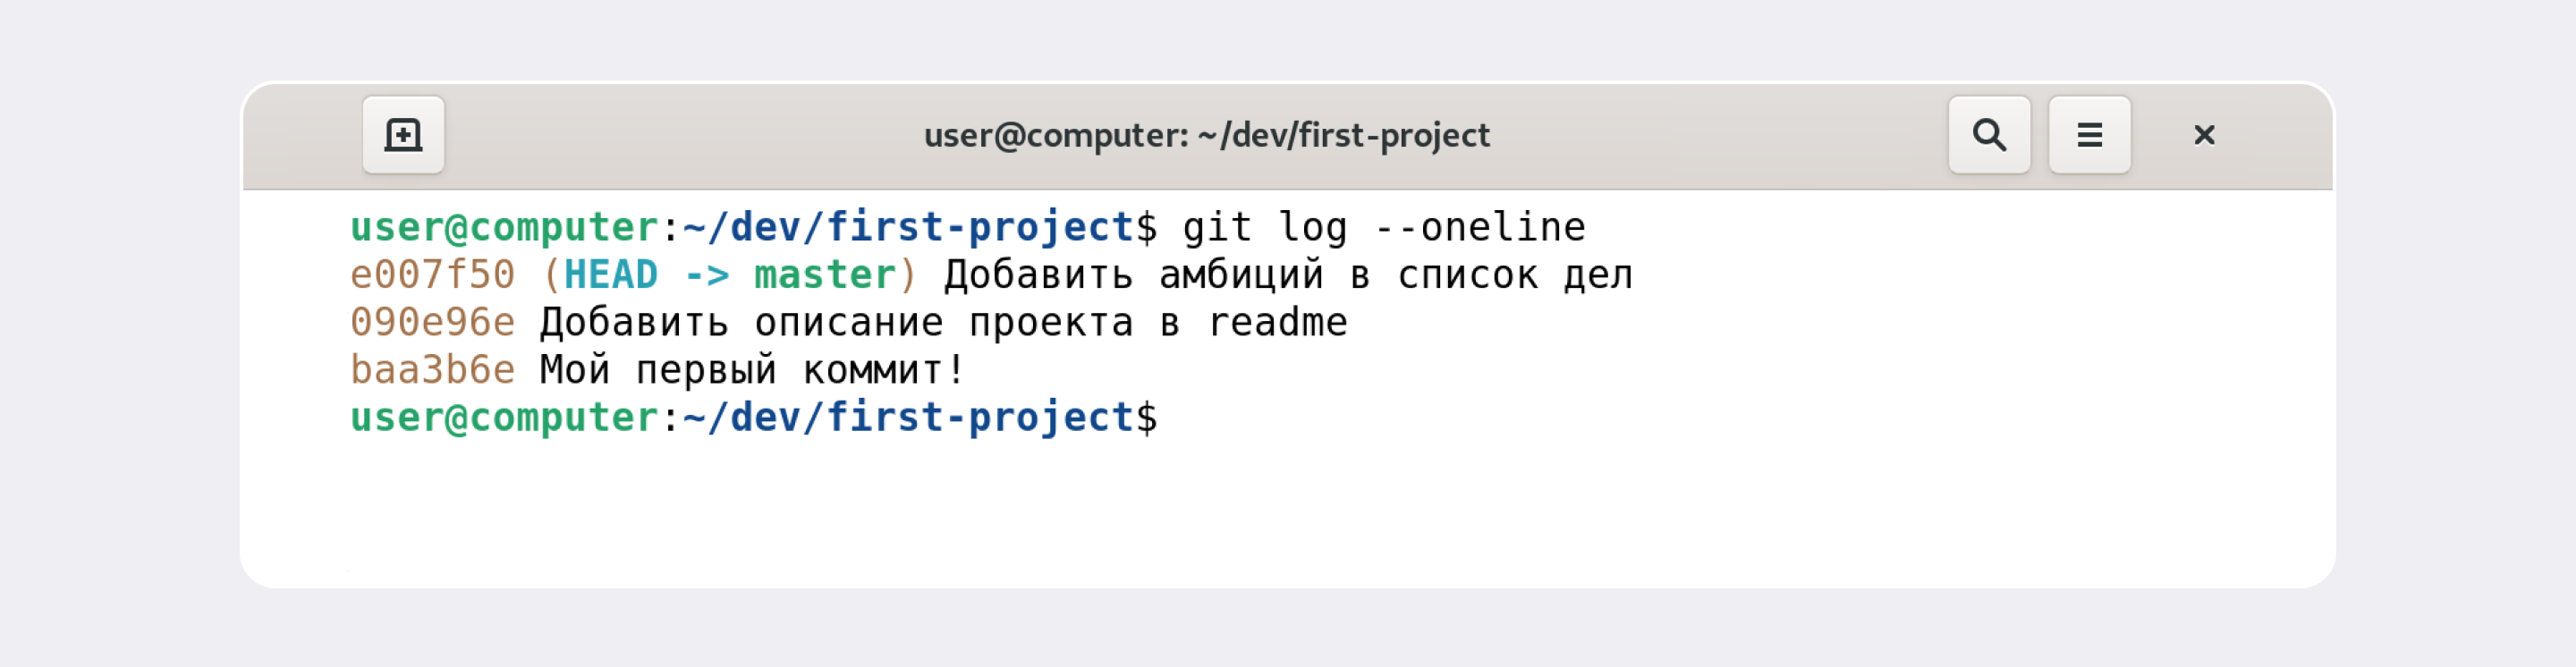 user@computer: ~/dev/first-project
user@computer:~/dev/first-project$ git log --oneline
e007f50 (HEAD -> master) Добавить амбиций в список дел
090e96e Добавить описание проекта в readme
baa3b6e Мой первый коммит!
user@computer:~/dev/first-project$